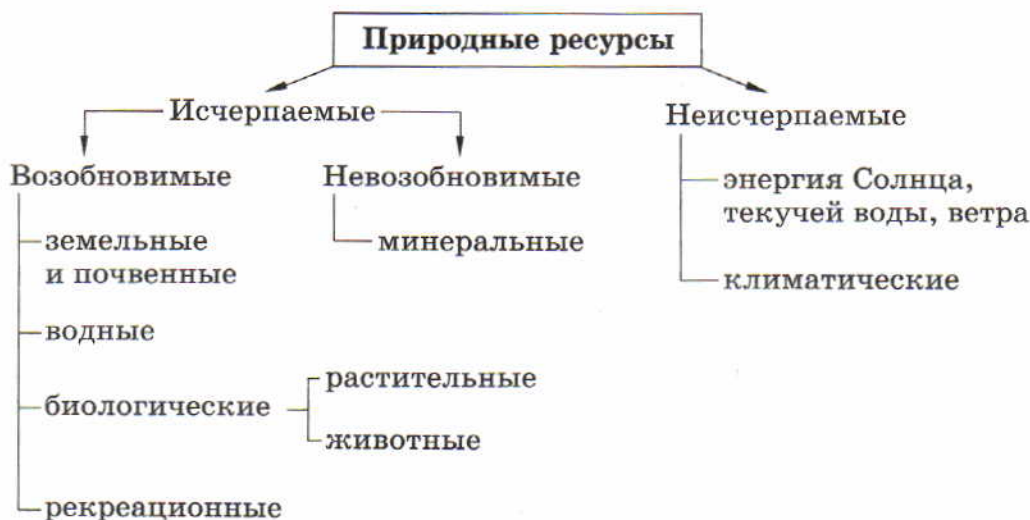 Природные ресурсы
Исчерпаемые
Неисчерпаемые
Возобновимые
Невозобновимые
земельные
и почвенные
водные
биологические
растительные
животные
рекреационные
минеральные
энергия Солнца,
текучей воды, ветра
климатические